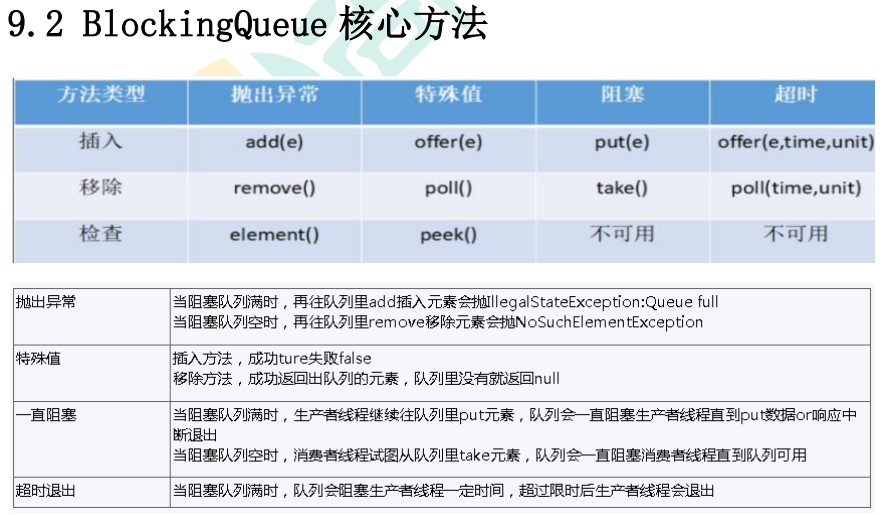 9.2 BlockingQueue 核心方法
方法类型 抛出异常 特殊值 阻塞 超时
插入 add(e) offer(e) put(e) offer(e,time,unit)
移除 remove() poll() take() poll(time,unit)
检查 element() peek() 不可用 不可用
抛出异常 当阻塞队列满时，再往队列里add插入元素会抛IllegalStateException:Queue full
当阻塞队列空时，再往队列里remove移除元素会抛NoSuchElementException
特殊值 插入方法，成功ture失败false
移除方法，成功返回出队列的元素，队列里没有就返回null
一直阻塞 当阻塞队列满时，生产者线程继续往队列里put元素，队列会一直阻塞生产者线程直到put数据or响应中
断退出
当阻塞队列空时，消费者线程试图从队列里take元素，队列会一直阻塞消费者线程直到队列可用
超时退出 当阻塞队列满时，队列会阻塞生产者线程一定时间，超过限时后生产者线程会退出